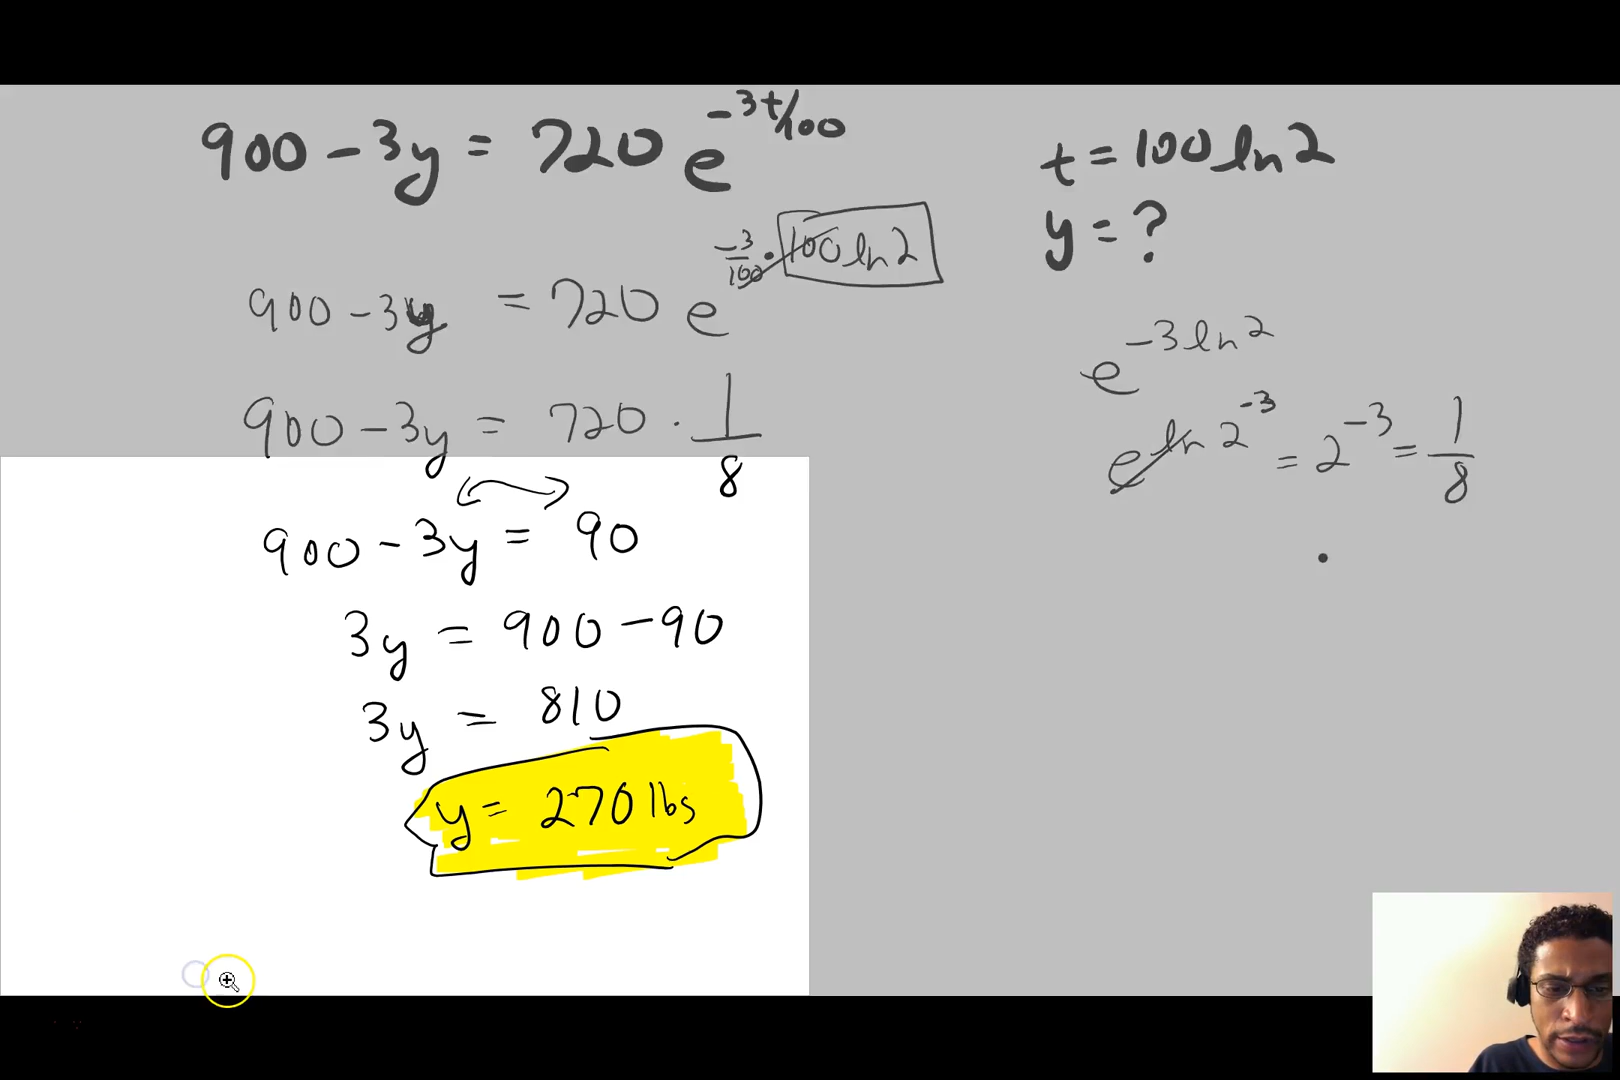 900 - 3y = 720 e^{-3t/100}
900 - 3y = 720 e^{-3/100 · 100 ln 2}
900 - 3y = 720 · 1/8
900 - 3y = 90
3y = 900 - 90
3y = 810
y = 270 lbs
t = 100 ln 2
y = ?
e^{-3 ln 2}
e^{ln 2^{-3}} = 2^{-3} = 1/8